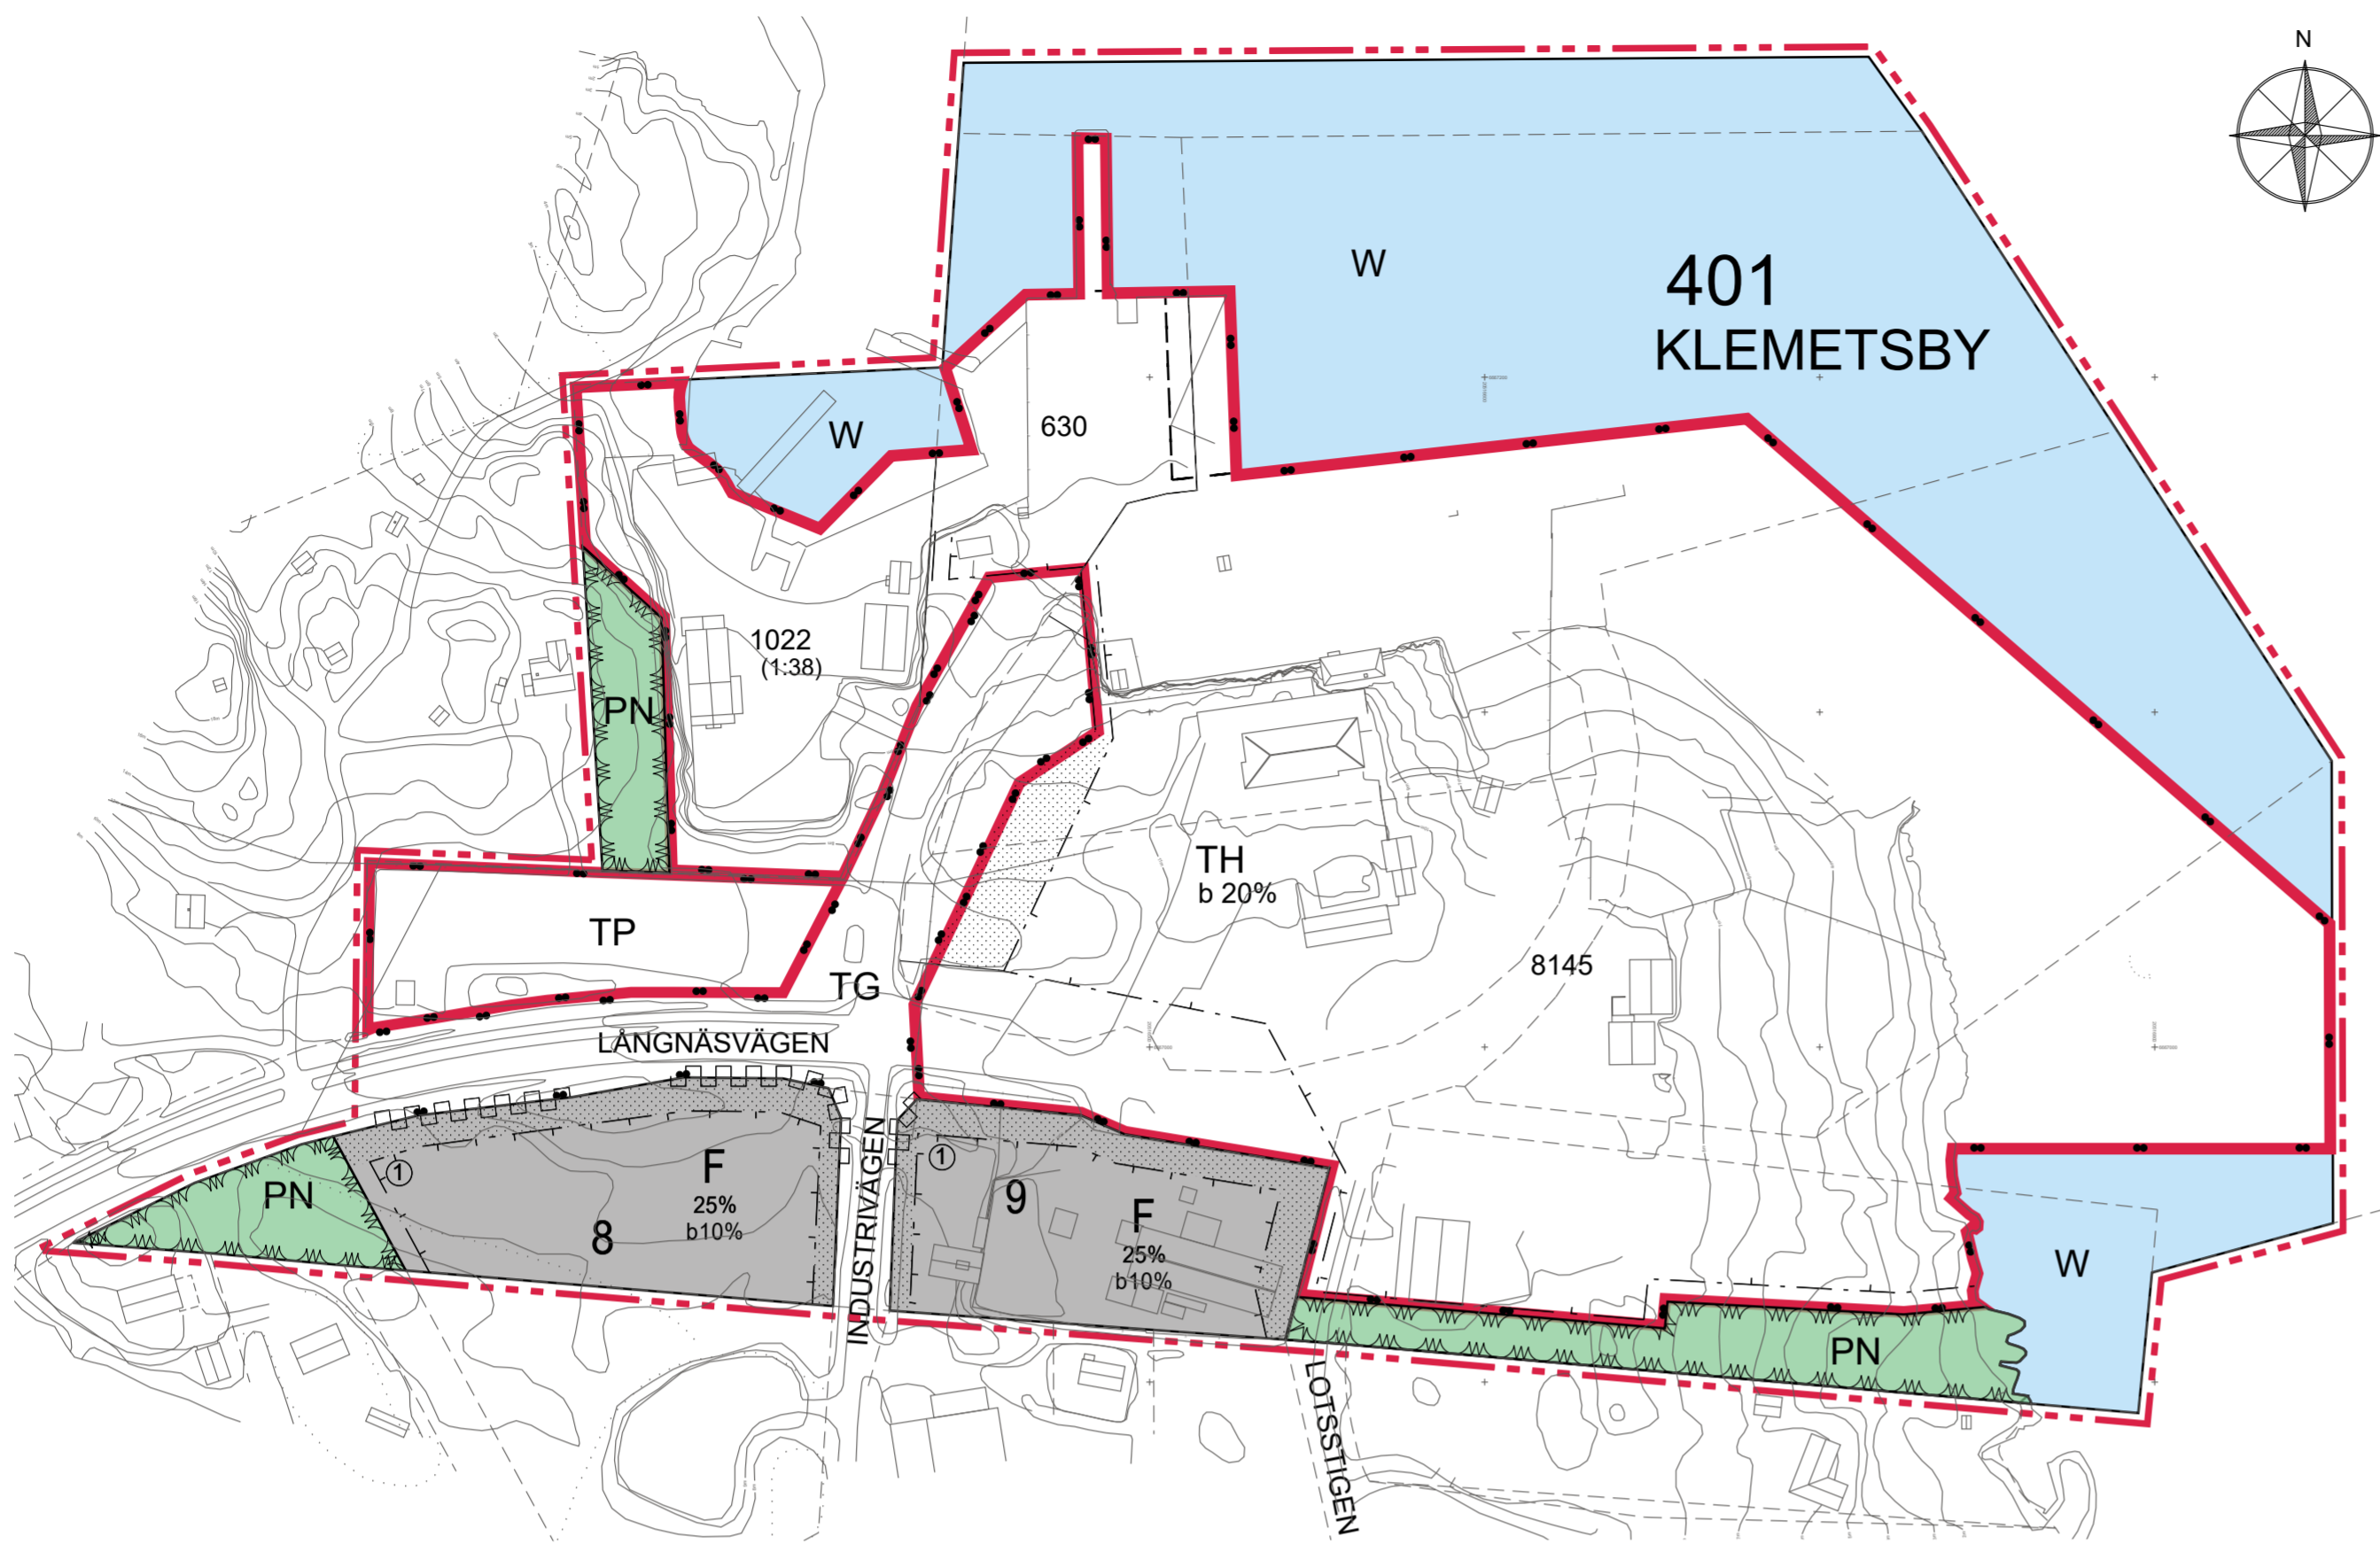 N
W
401
KLEMETSBY
W
630
1022
(1:38)
PN
TH
b 20%
TP
8145
TG
LÅNGNÄSVÄGEN
INDUSTRIVÄGEN
1
F
25%
b10%
8
PN
1
9
F
25%
b10%
W
PN
LOTSSTIGEN